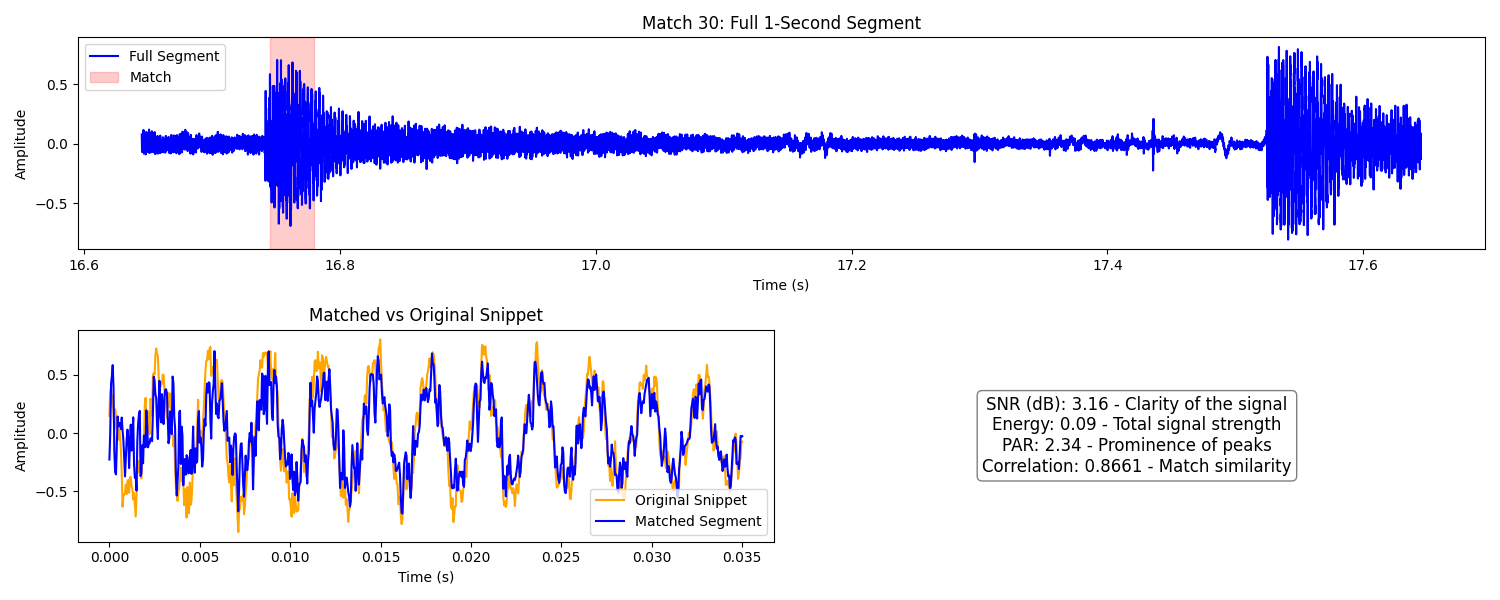 Match 30: Full 1-Second Segment
Full Segment
Match
Amplitude
0.5
0.0
−0.5
16.6
16.8
17.0
17.2
17.4
17.6
Time (s)
Matched vs Original Snippet
Amplitude
0.5
0.0
−0.5
Original Snippet
Matched Segment
0.000
0.005
0.010
0.015
0.020
0.025
0.030
0.035
Time (s)
SNR (dB): 3.16 - Clarity of the signal
Energy: 0.09 - Total signal strength
PAR: 2.34 - Prominence of peaks
Correlation: 0.8661 - Match similarity